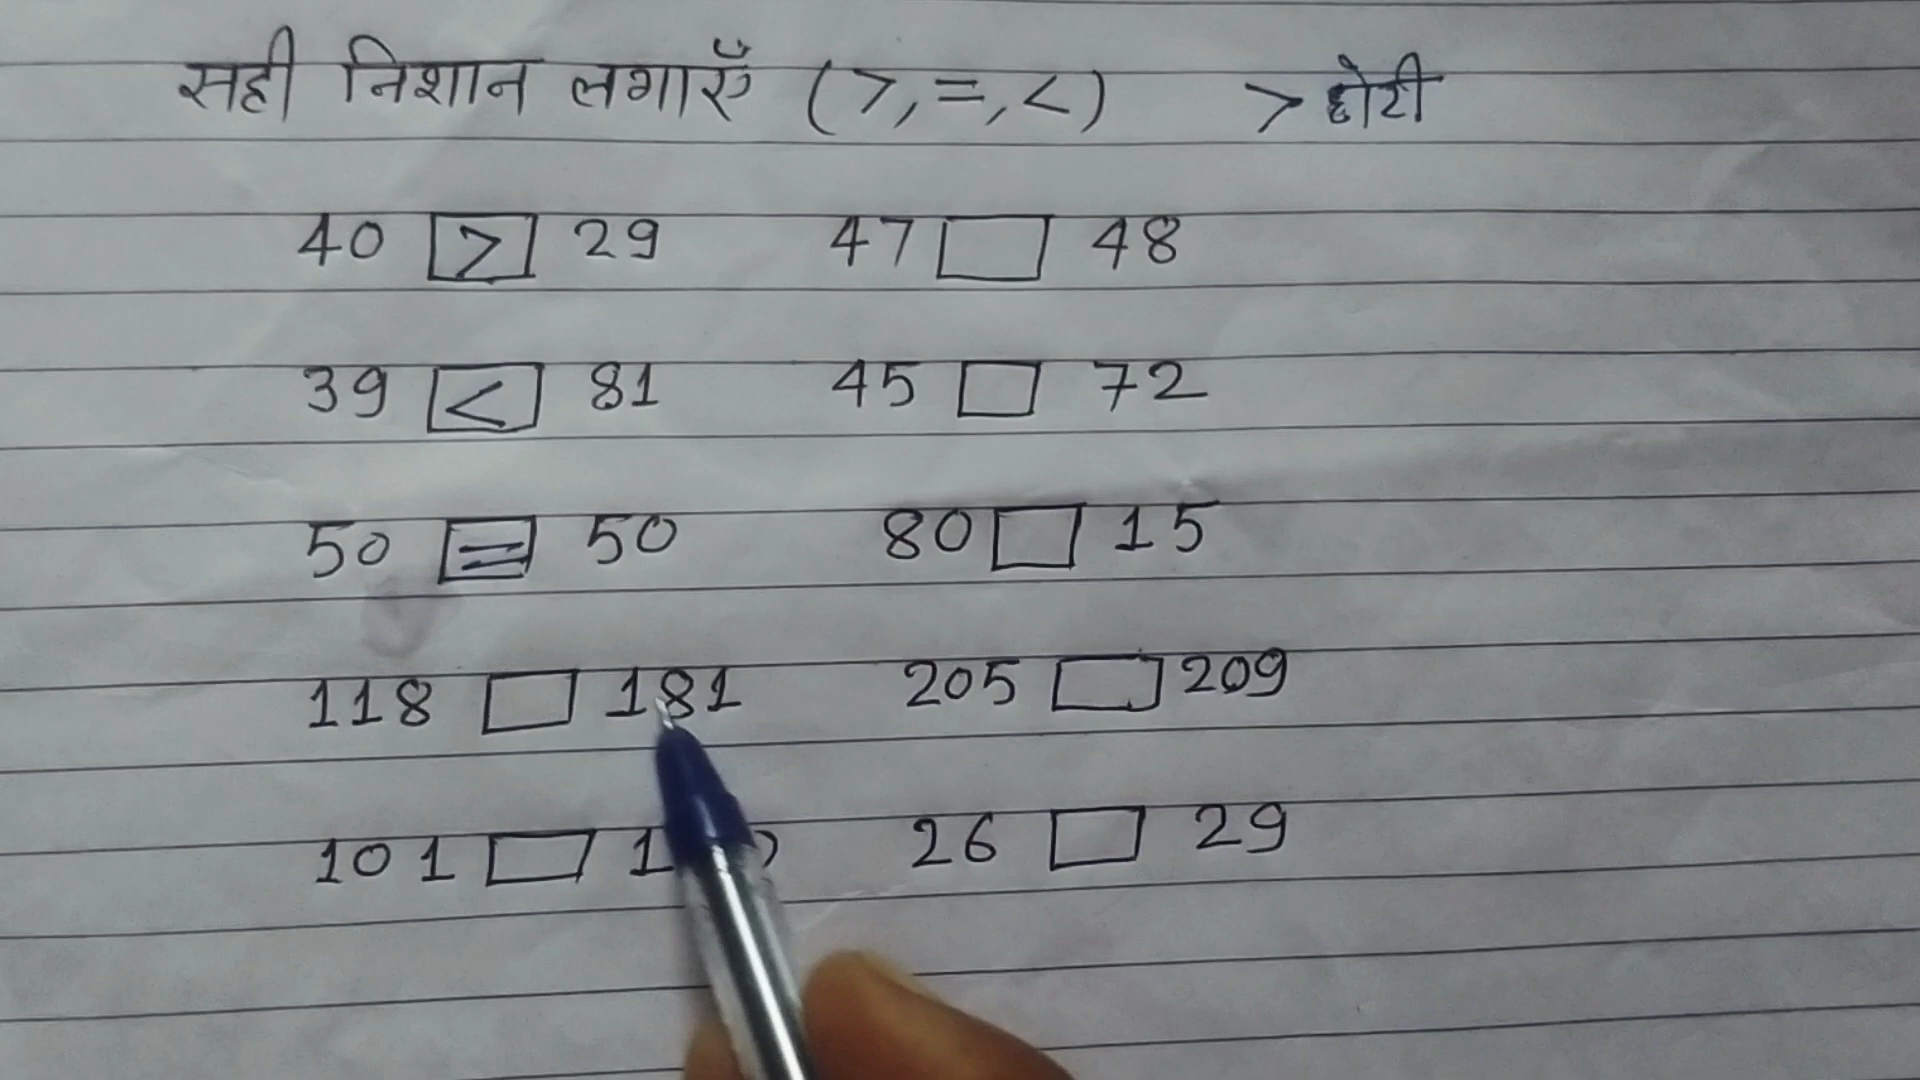 सही निशान लगाएँ (>, =, <) > छोटी
40 > 29 47 48
39 < 81 45 72
50 = 50 80 15
118 181 205 209
101 26 29